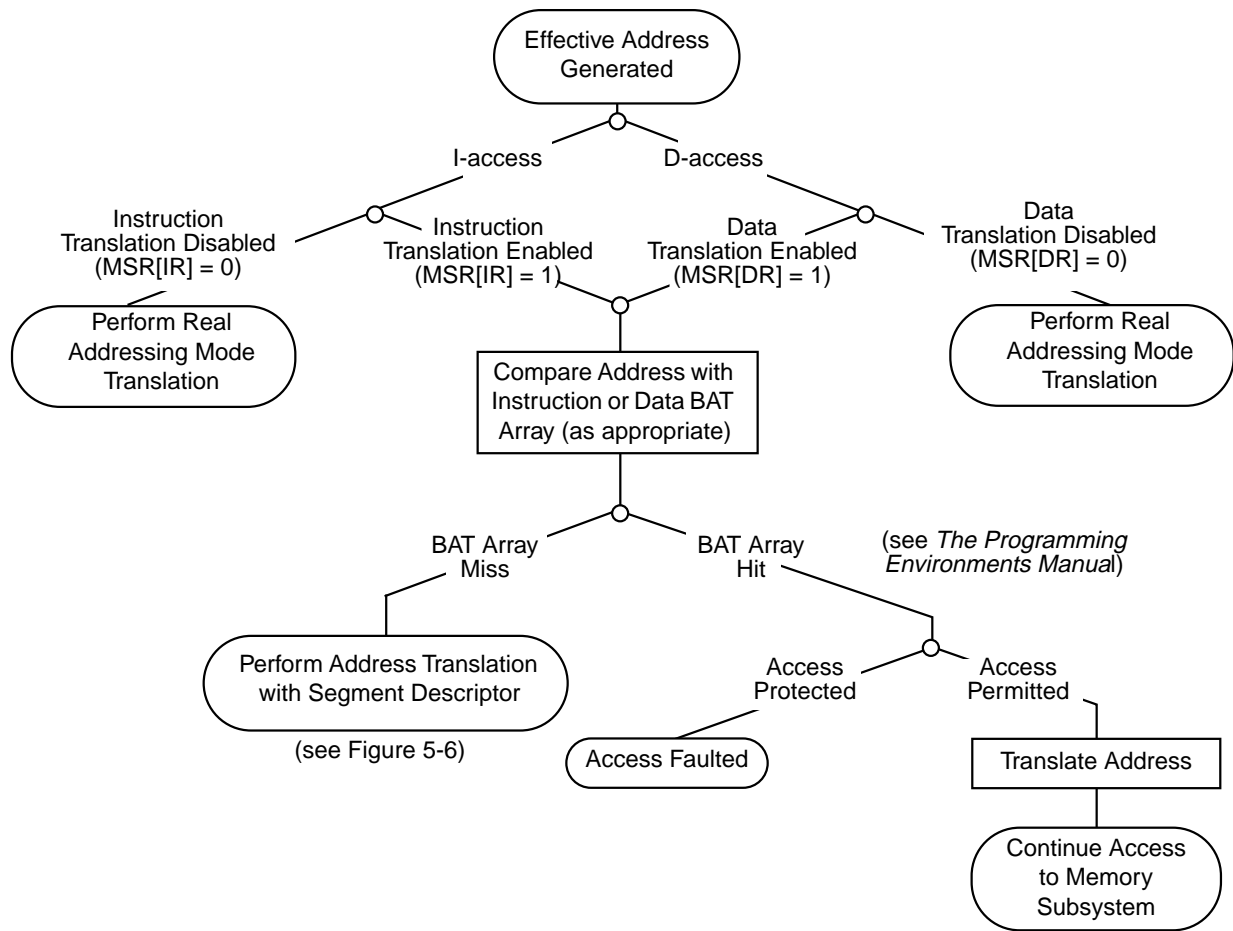 Effective Address
Generated
I-access
D-access
Instruction
Translation Disabled
(MSR[IR] = 0)
Instruction
Translation Enabled
(MSR[IR] = 1)
Data
Translation Enabled
(MSR[DR] = 1)
Data
Translation Disabled
(MSR[DR] = 0)
Perform Real
Addressing Mode
Translation
Compare Address with
Instruction or Data BAT
Array (as appropriate)
Perform Real
Addressing Mode
Translation
BAT Array
Miss
BAT Array
Hit
(see The Programming
Environments Manual)
Perform Address Translation
with Segment Descriptor
(see Figure 5-6)
Access
Protected
Access
Permitted
Access Faulted
Translate Address
Continue Access
to Memory
Subsystem